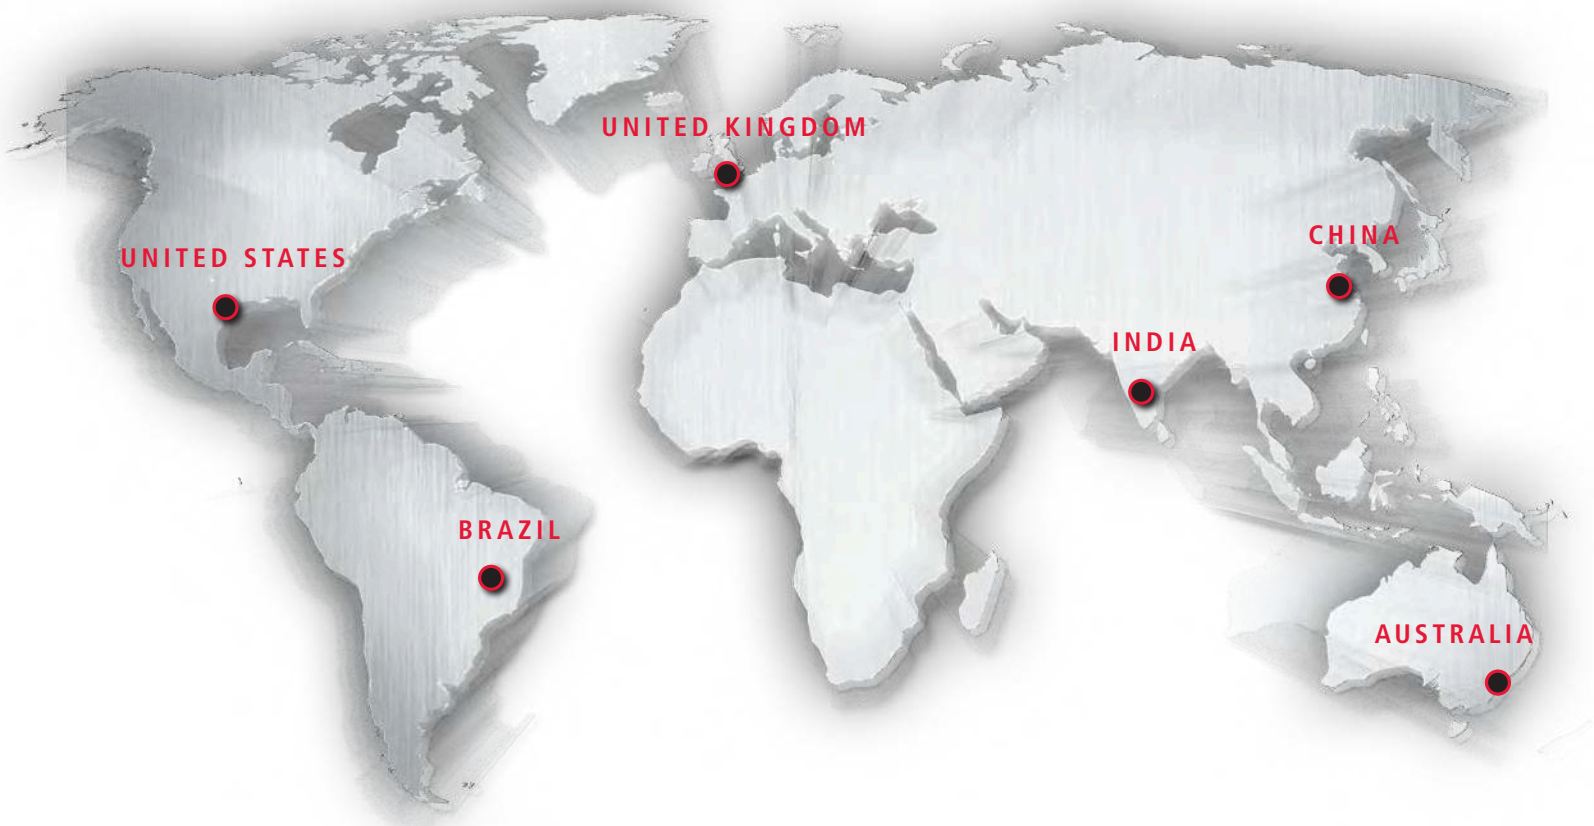 UNITED KINGDOM
CHINA
UNITED STATES
INDIA
BRAZIL
AUSTRALIA